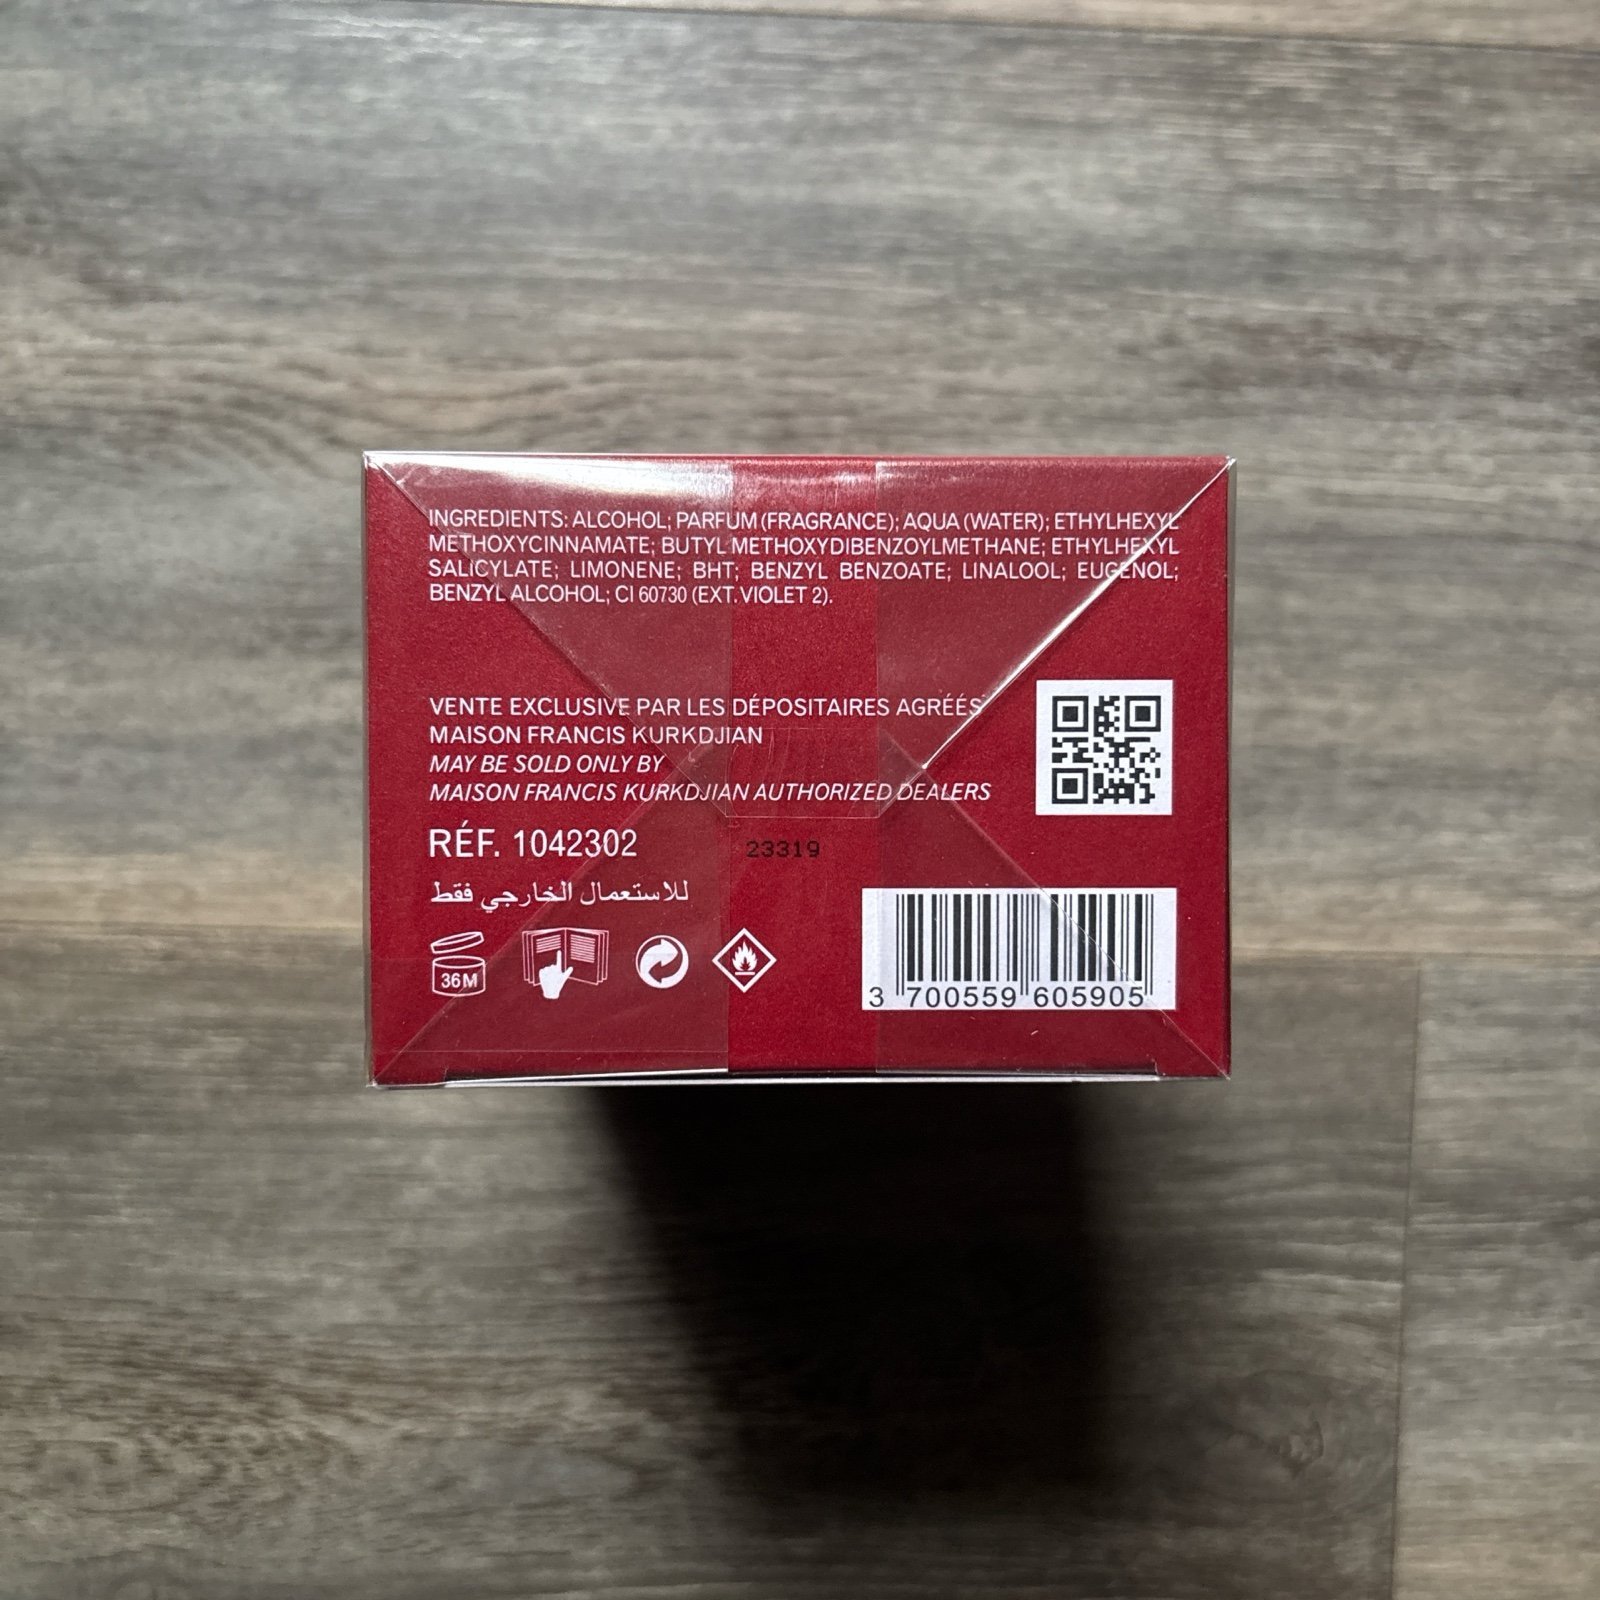 INGREDIENTS: ALCOHOL; PARFUM (FRAGRANCE); AQUA (WATER); ETHYLHEXYL
METHOXYCINNAMATE; BUTYL METHOXYDIBENZOYLMETHANE; ETHYLHEXYL
SALICYLATE; LIMONENE; BHT; BENZYL BENZOATE; LINALOOL; EUGENOL;
BENZYL ALCOHOL; CI 60730 (EXT. VIOLET 2).
VENTE EXCLUSIVE PAR LES DÉPOSITAIRES AGRÉÉS
MAISON FRANCIS KURKDJIAN
MAY BE SOLD ONLY BY
MAISON FRANCIS KURKDJIAN AUTHORIZED DEALERS
RÉF. 1042302
23319
للاستعمال الخارجي فقط
36M
3 700559 605905